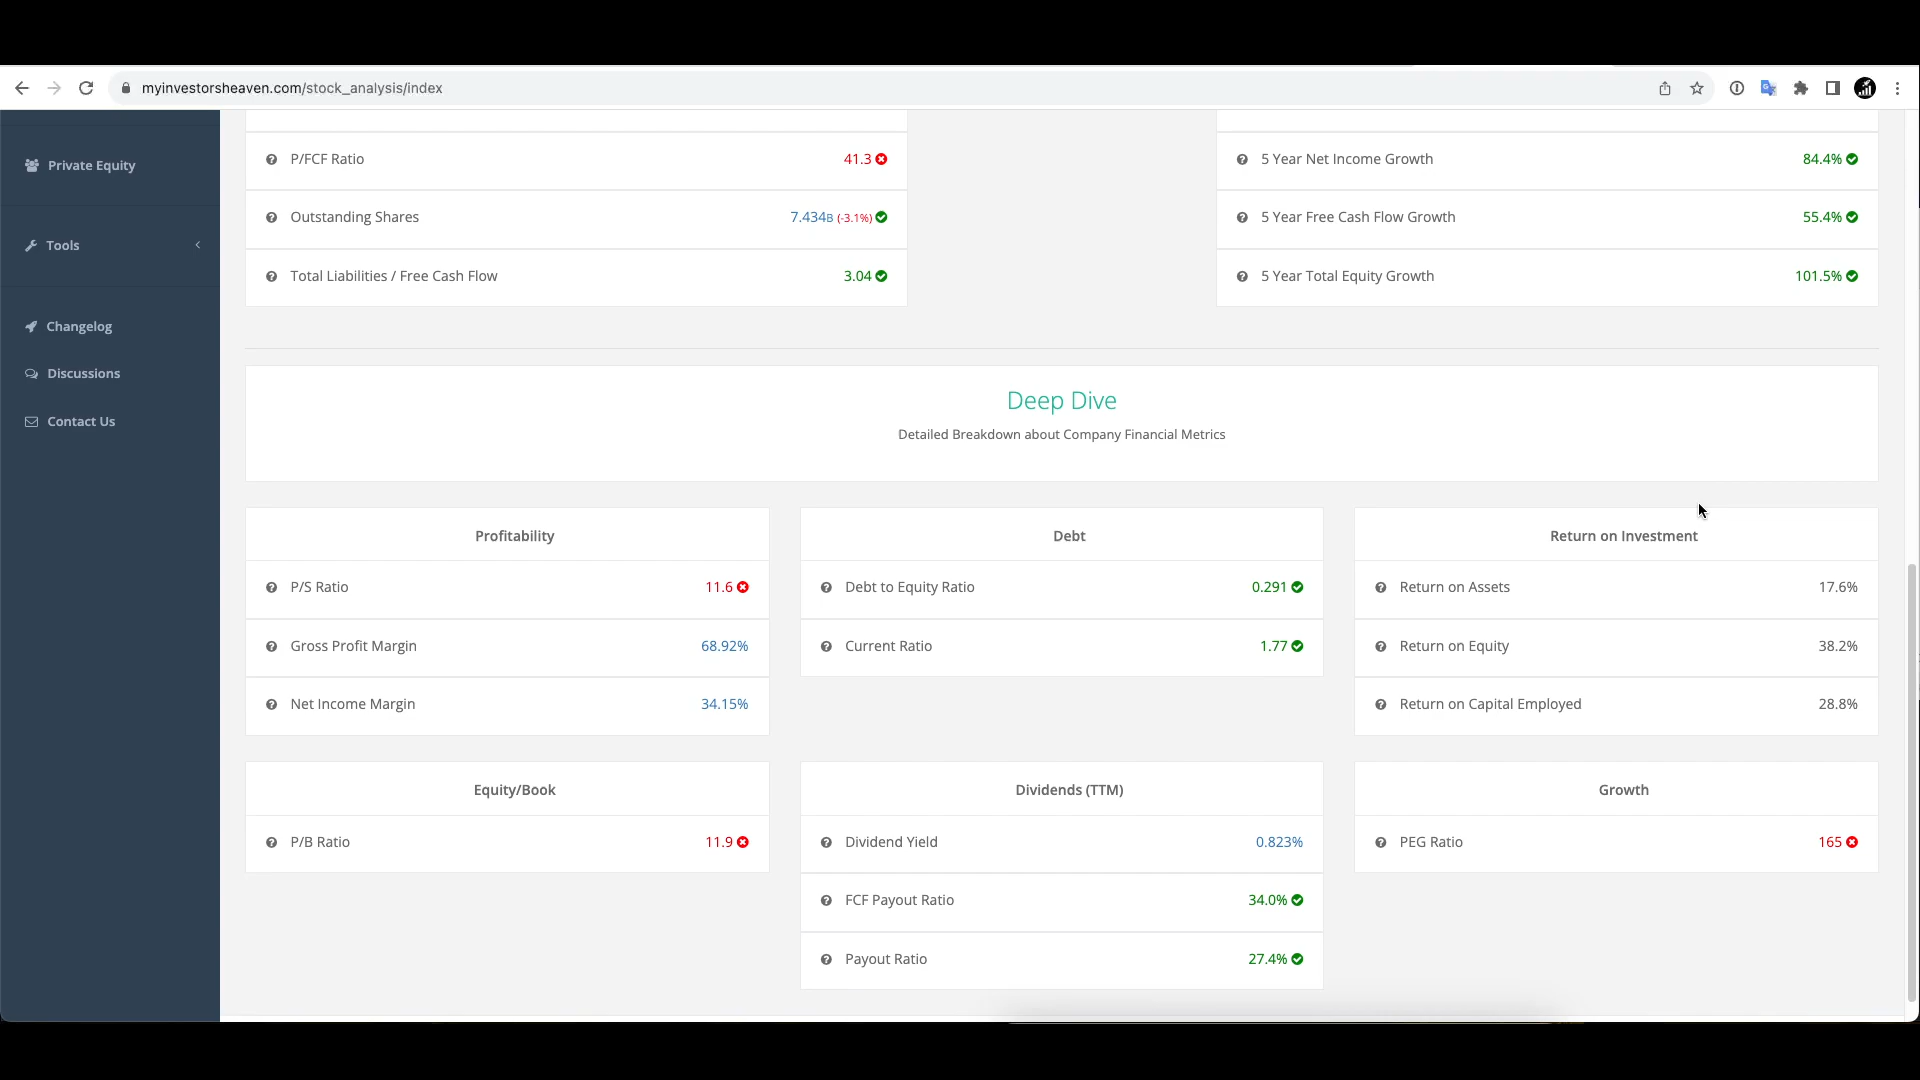 myinvestorsheaven.com/stock_analysis/index
Private Equity
Tools
Changelog
Discussions
Contact Us
P/FCF Ratio 41.3
Outstanding Shares 7.434B (-3.1%)
Total Liabilities / Free Cash Flow 3.04
5 Year Net Income Growth 84.4%
5 Year Free Cash Flow Growth 55.4%
5 Year Total Equity Growth 101.5%
Deep Dive
Detailed Breakdown about Company Financial Metrics
Profitability
P/S Ratio 11.6
Gross Profit Margin 68.92%
Net Income Margin 34.15%
Debt
Debt to Equity Ratio 0.291
Current Ratio 1.77
Return on Investment
Return on Assets 17.6%
Return on Equity 38.2%
Return on Capital Employed 28.8%
Equity/Book
P/B Ratio 11.9
Dividends (TTM)
Dividend Yield 0.823%
FCF Payout Ratio 34.0%
Payout Ratio 27.4%
Growth
PEG Ratio 165